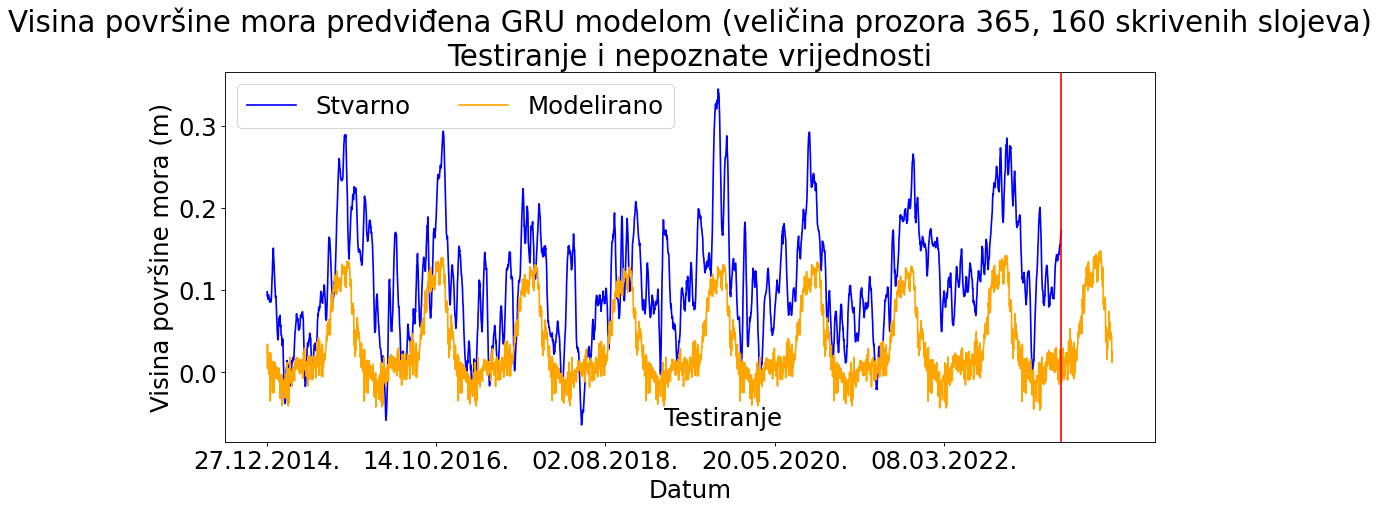 Visina površine mora predviđena GRU modelom (veličina prozora 365, 160 skrivenih slojeva)
Testiranje i nepoznate vrijednosti
Stvarno
Modelirano
Visina površine mora (m)
0.3
0.2
0.1
0.0
Testiranje
27.12.2014.
14.10.2016.
02.08.2018.
20.05.2020.
08.03.2022.
Datum